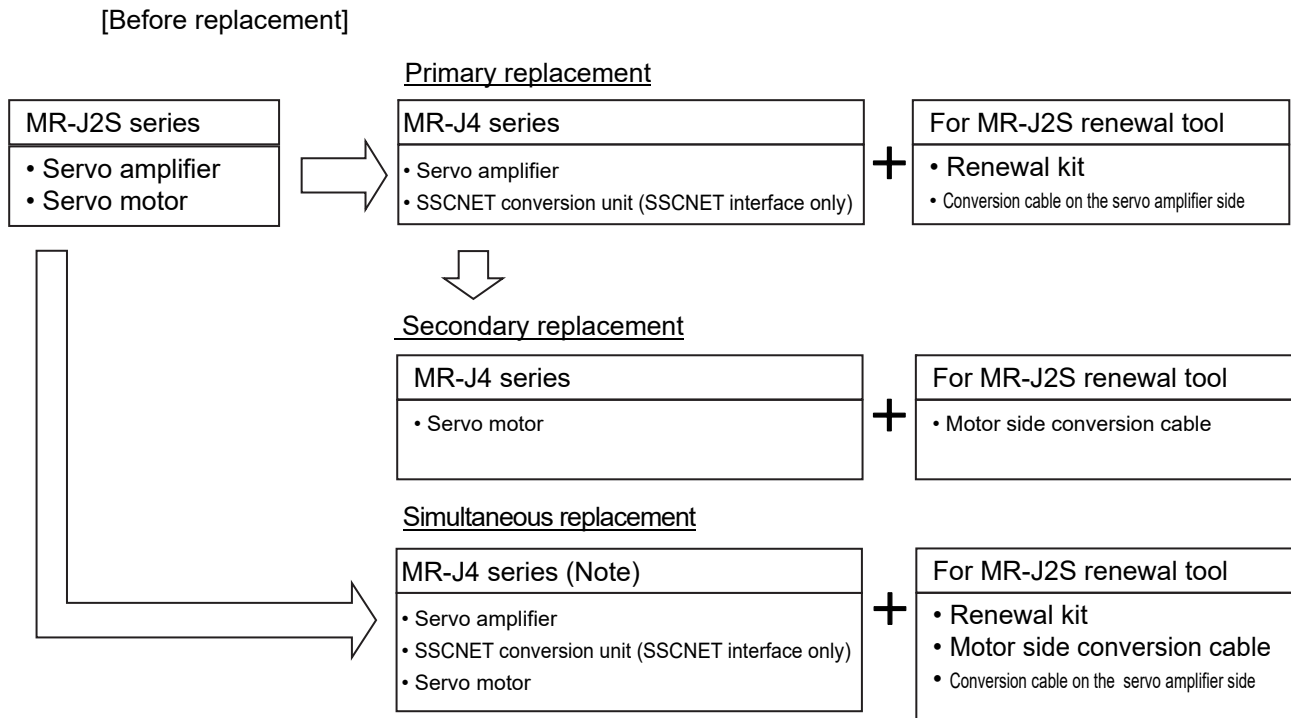 [Before replacement]
Primary replacement
MR-J2S series
• Servo amplifier
• Servo motor
MR-J4 series
• Servo amplifier
• SSCNET conversion unit (SSCNET interface only)
+
For MR-J2S renewal tool
• Renewal kit
• Conversion cable on the servo amplifier side
Secondary replacement
MR-J4 series
• Servo motor
+
For MR-J2S renewal tool
• Motor side conversion cable
Simultaneous replacement
MR-J4 series (Note)
• Servo amplifier
• SSCNET conversion unit (SSCNET interface only)
• Servo motor
+
For MR-J2S renewal tool
• Renewal kit
• Motor side conversion cable
• Conversion cable on the servo amplifier side